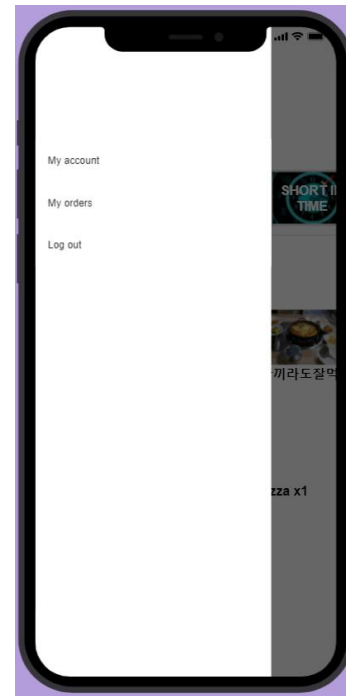 My account
My orders
Log out
SHORT I
TIME
끼라도잘먹
zza x1